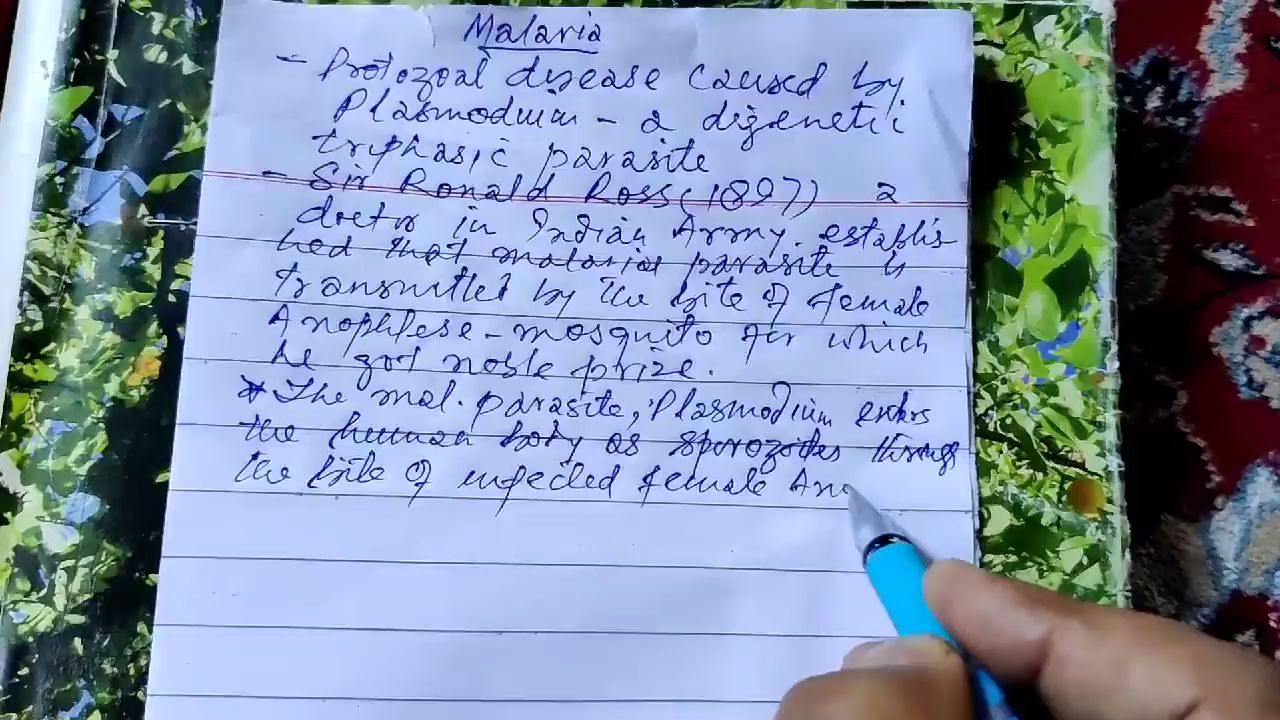 Malaria
- Protozoal disease caused by
Plasmodium - a digenetic
triphasic parasite
- Sir Ronald Ross (1897) a
doctor in Indian Army. establis
hed that malarial parasite is
transmitted by the bite of female
Anophlese - mosquito for which
he got noble prize.
* The mal. parasite, Plasmodium enters
the human body as sporozoites through
the bite of infected female Ano